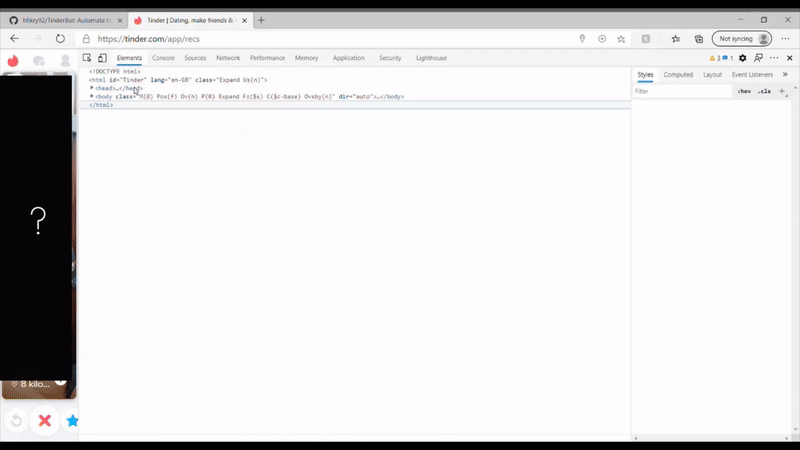 hfikry92/TinderBot: Automate ti
Tinder | Dating, make friends &
https://tinder.com/app/recs
Not syncing
Elements Console Sources Network Performance Memory Application Security Lighthouse
3 1
<!DOCTYPE html>
<html id="Tinder" lang="en-GB" class="Expand Us(n)">
<head>…</head>
<body class="M(0) Pos(f) Ov(h) P(0) Expand Fz($s) C($c-base) Ovsby(n)" dir="auto">…</body>
</html>
Styles Computed Layout Event Listeners
Filter :hov .cls
?
8 kilo...